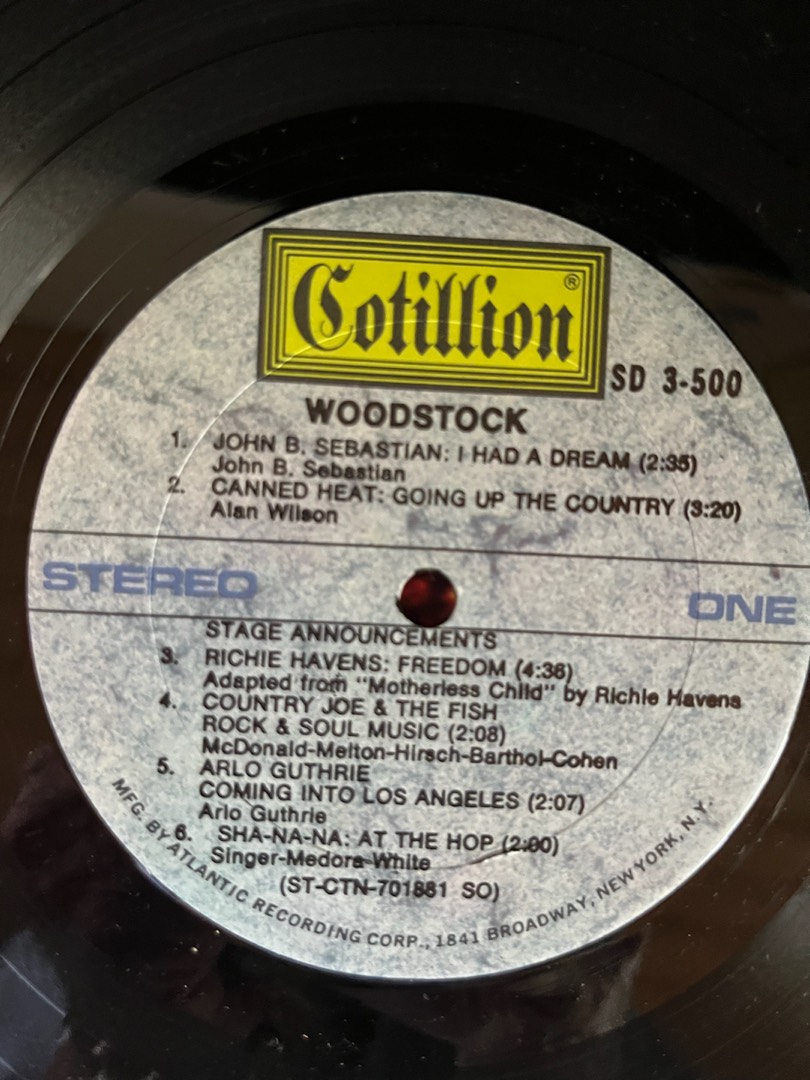 Cotillion®
SD 3-500
WOODSTOCK
1. JOHN B. SEBASTIAN: I HAD A DREAM (2:35)
John B. Sebastian
2. CANNED HEAT: GOING UP THE COUNTRY (3:20)
Alan Wilson
STEREO
ONE
STAGE ANNOUNCEMENTS
3. RICHIE HAVENS: FREEDOM (4:36)
Adapted from "Motherless Child" by Richie Havens
4. COUNTRY JOE & THE FISH
ROCK & SOUL MUSIC (2:08)
McDonald-Melton-Hirsch-Barthol-Cohen
5. ARLO GUTHRIE
COMING INTO LOS ANGELES (2:07)
Arlo Guthrie
6. SHA-NA-NA: AT THE HOP (2:00)
Singer-Medora-White
(ST-CTN-701881 SO)
MFG. BY ATLANTIC RECORDING CORP., 1841 BROADWAY, NEW YORK, N.Y.